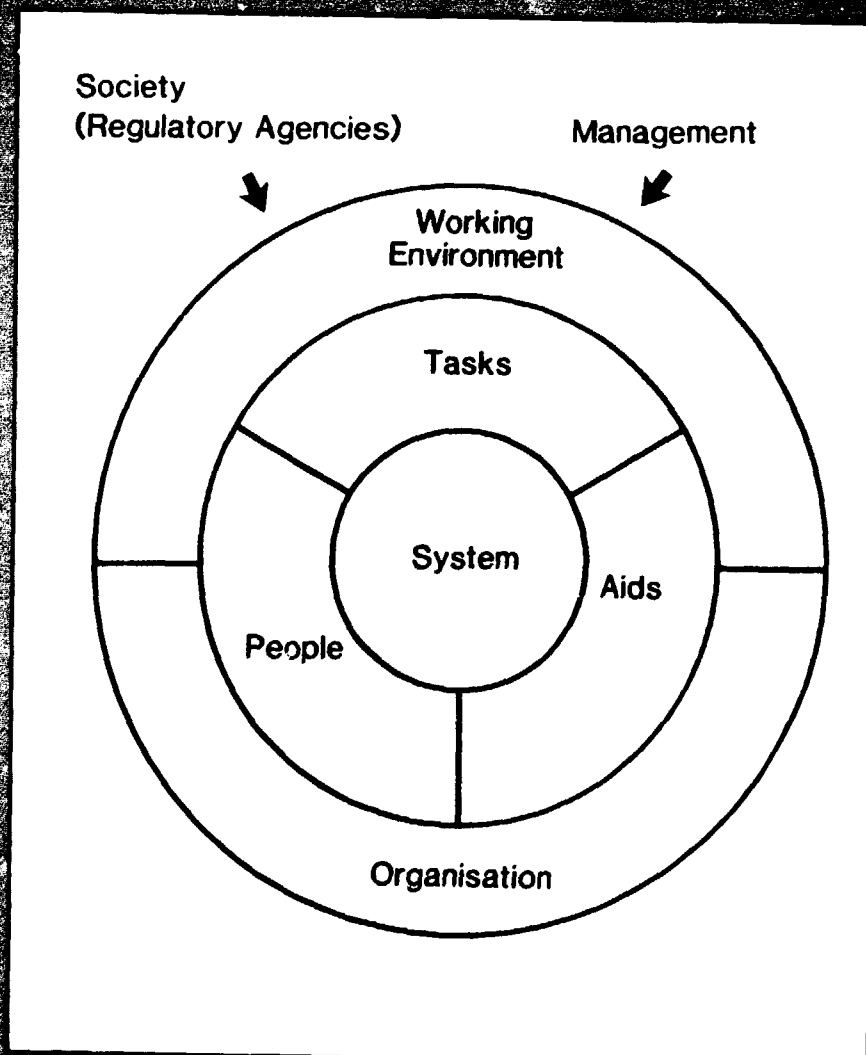 Society
(Regulatory Agencies)
Management
Working
Environment
Tasks
System
Aids
People
Organisation